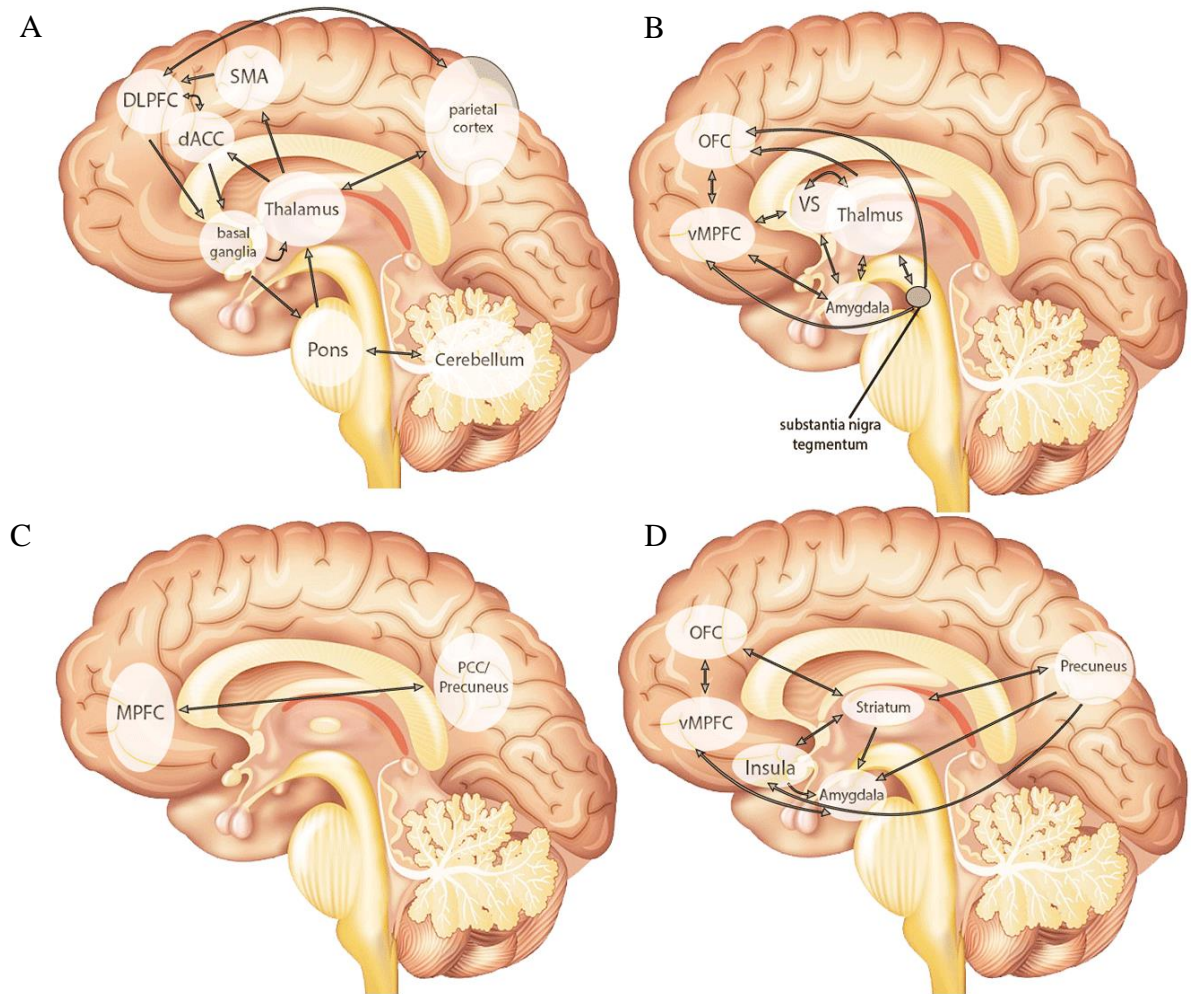 A
SMA
DLPFC
dACC
parietal
cortex
Thalamus
basal
ganglia
Pons
Cerebellum
B
OFC
VS
Thalmus
vMPFC
Amygdala
substantia nigra
tegmentum
C
MPFC
PCC/
Precuneus
D
OFC
Precuneus
Striatum
vMPFC
Insula
Amygdala